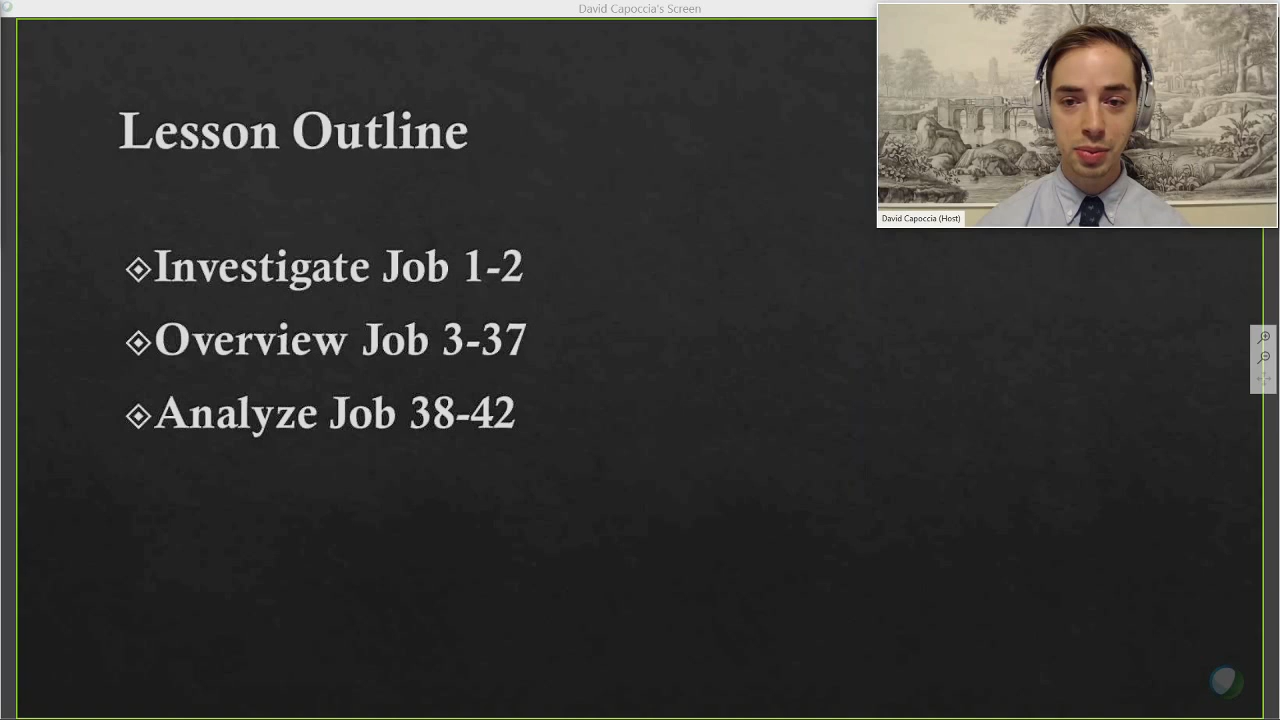 David Capoccia's Screen
Lesson Outline
Investigate Job 1-2
Overview Job 3-37
Analyze Job 38-42
David Capoccia (Host)